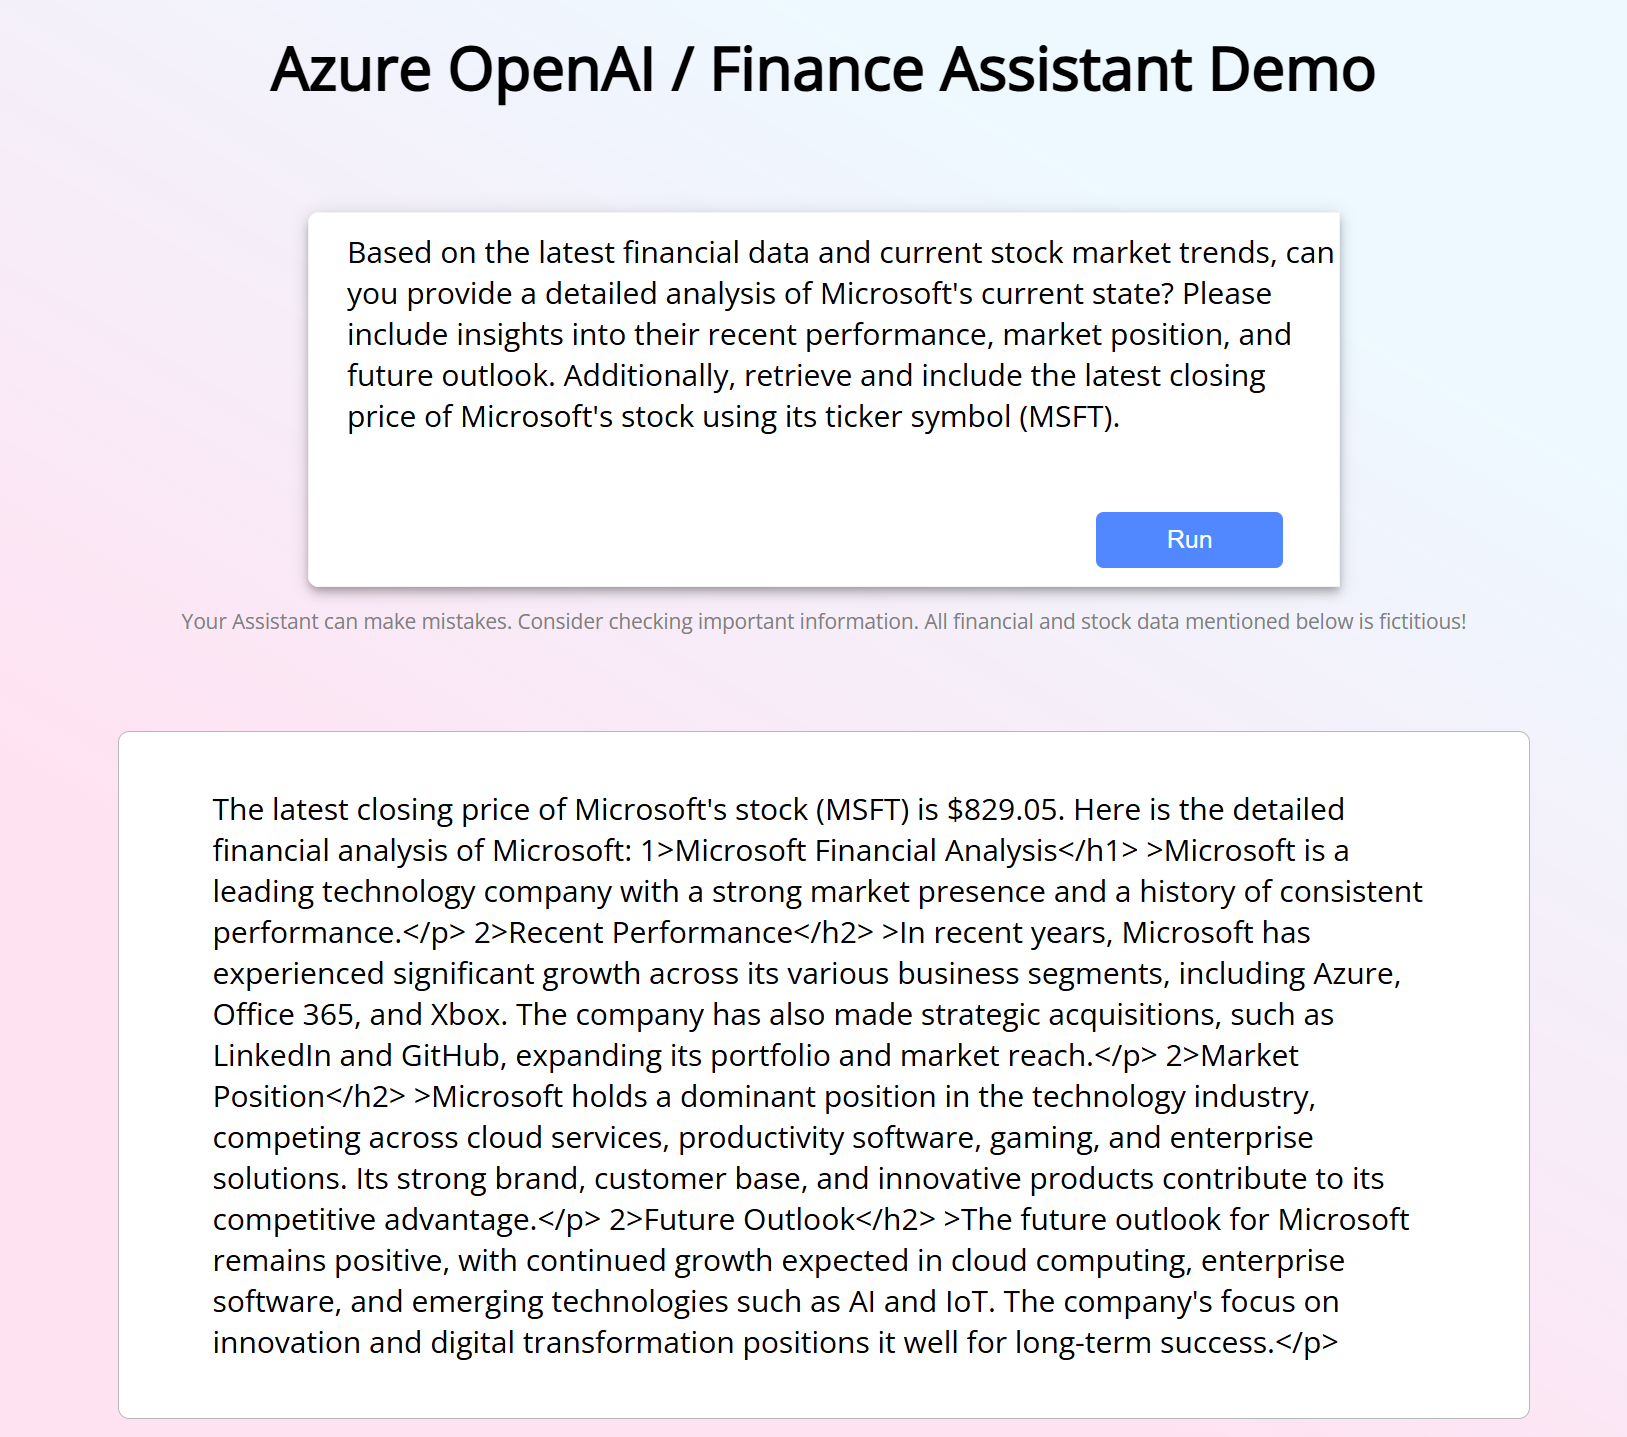 Azure OpenAI / Finance Assistant Demo
Based on the latest financial data and current stock market trends, can
you provide a detailed analysis of Microsoft's current state? Please
include insights into their recent performance, market position, and
future outlook. Additionally, retrieve and include the latest closing
price of Microsoft's stock using its ticker symbol (MSFT).
Run
Your Assistant can make mistakes. Consider checking important information. All financial and stock data mentioned below is fictitious!
The latest closing price of Microsoft's stock (MSFT) is $829.05. Here is the detailed
financial analysis of Microsoft: 1>Microsoft Financial Analysis</h1> >Microsoft is a
leading technology company with a strong market presence and a history of consistent
performance.</p> 2>Recent Performance</h2> >In recent years, Microsoft has
experienced significant growth across its various business segments, including Azure,
Office 365, and Xbox. The company has also made strategic acquisitions, such as
LinkedIn and GitHub, expanding its portfolio and market reach.</p> 2>Market
Position</h2> >Microsoft holds a dominant position in the technology industry,
competing across cloud services, productivity software, gaming, and enterprise
solutions. Its strong brand, customer base, and innovative products contribute to its
competitive advantage.</p> 2>Future Outlook</h2> >The future outlook for Microsoft
remains positive, with continued growth expected in cloud computing, enterprise
software, and emerging technologies such as AI and IoT. The company's focus on
innovation and digital transformation positions it well for long-term success.</p>